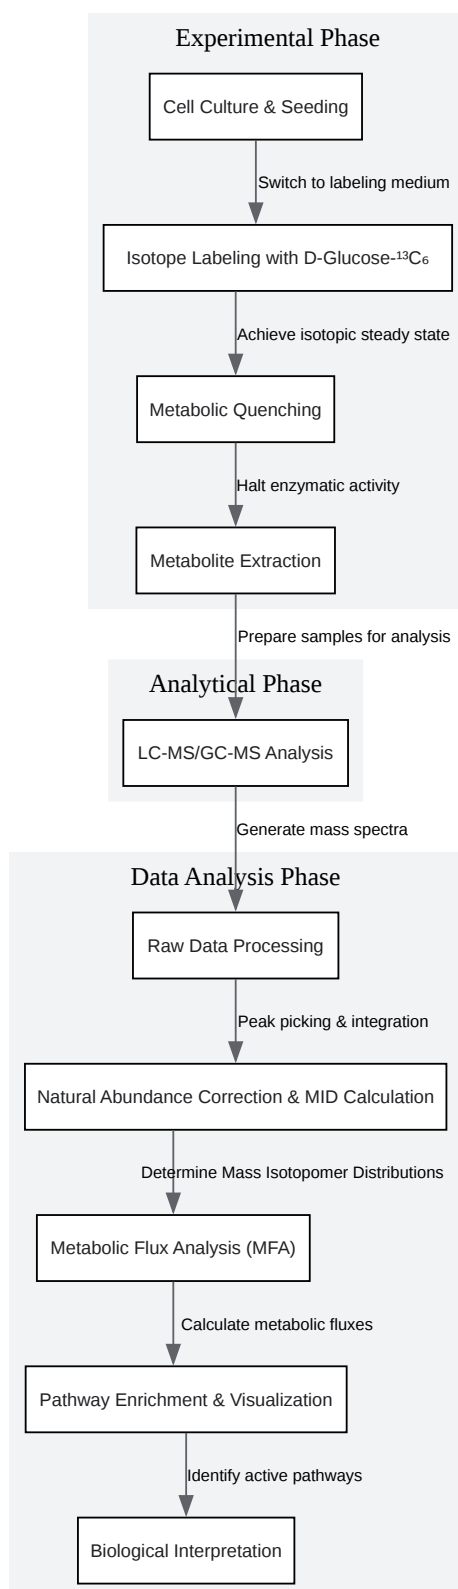 Experimental Phase
Cell Culture & Seeding
Switch to labeling medium
Isotope Labeling with D-Glucose-¹³C₆
Achieve isotopic steady state
Metabolic Quenching
Halt enzymatic activity
Metabolite Extraction
Prepare samples for analysis
Analytical Phase
LC-MS/GC-MS Analysis
Generate mass spectra
Data Analysis Phase
Raw Data Processing
Peak picking & integration
Natural Abundance Correction & MID Calculation
Determine Mass Isotopomer Distributions
Metabolic Flux Analysis (MFA)
Calculate metabolic fluxes
Pathway Enrichment & Visualization
Identify active pathways
Biological Interpretation